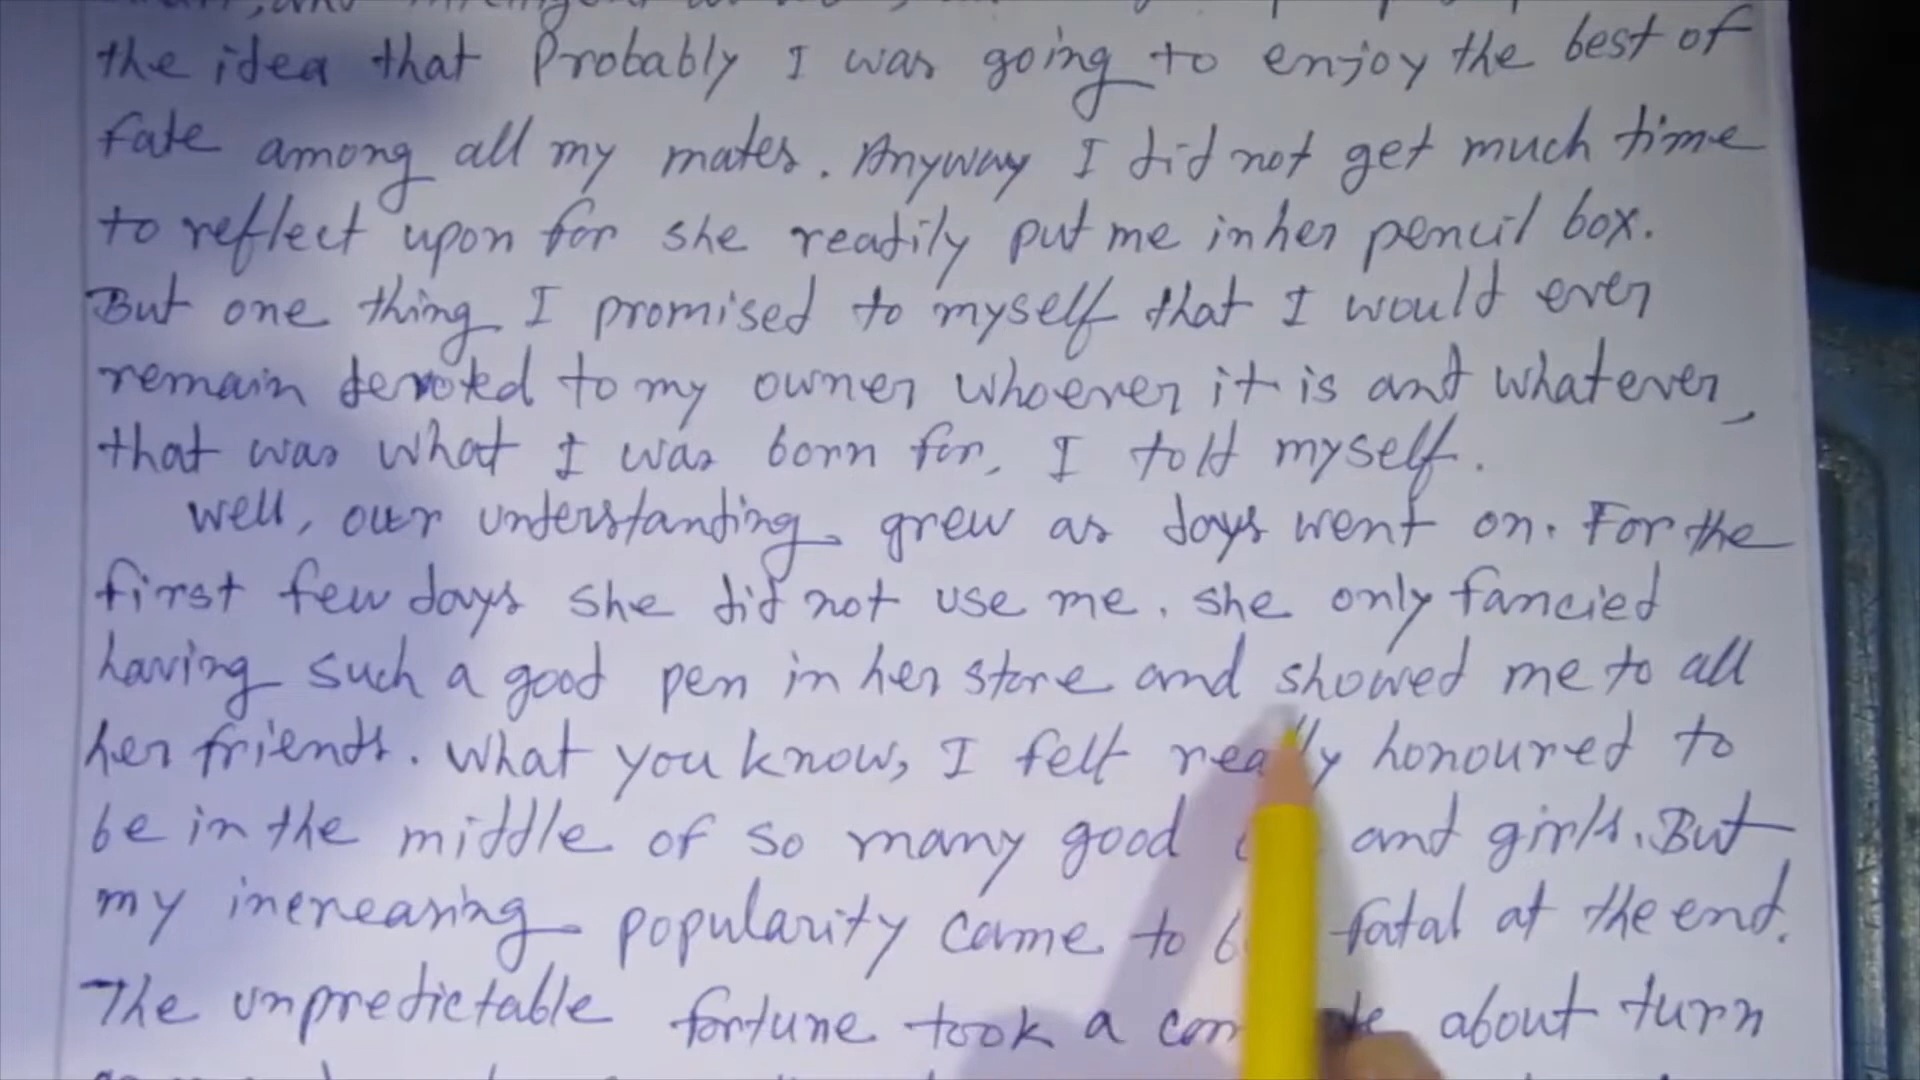 the idea that Probably I was going to enjoy the best of
fate among all my mates. Anyway I did not get much time
to reflect upon for she readily put me in her pencil box.
But one thing I promised to myself that I would ever
remain devoted to my owner whoever it is and whatever,
that was what I was born for, I told myself.
Well, our understanding grew as days went on. For the
first few days she did not use me. She only fancied
having such a good pen in her store and showed me to all
her friends. What you know, I felt really honoured to
be in the middle of so many good and girls. But
my increasing popularity came to fatal at the end.
The unpredictable fortune took a about turn